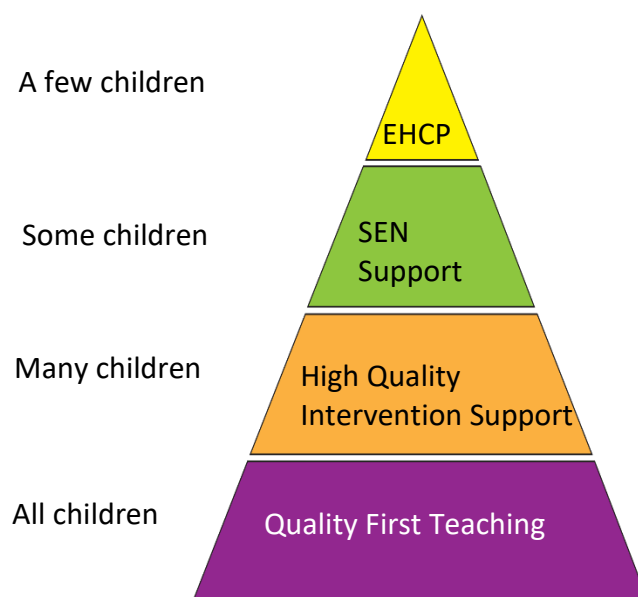 A few children
EHCP
Some children
SEN
Support
Many children
High Quality
Intervention Support
All children
Quality First Teaching